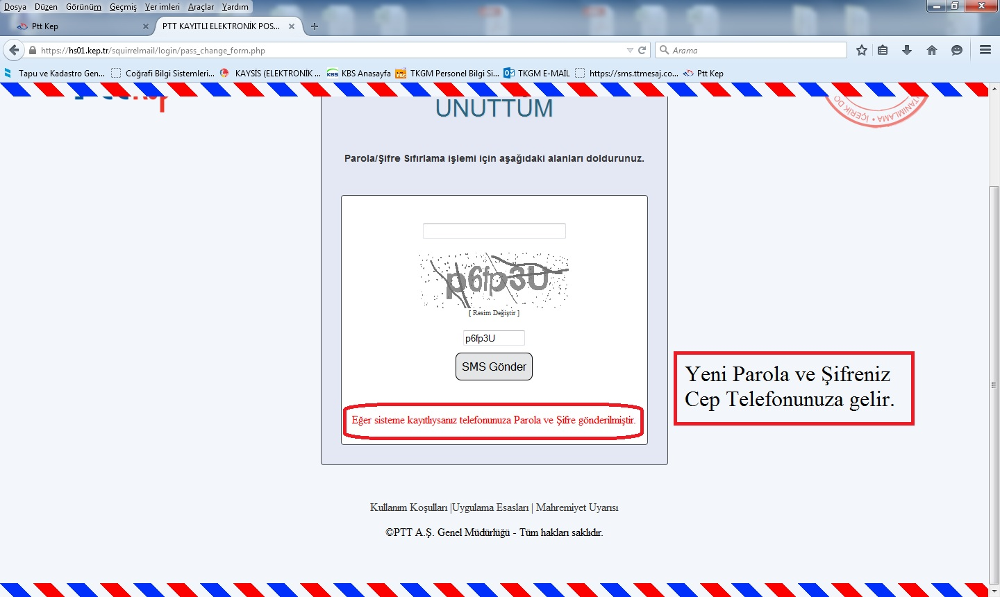 Dosya Düzen Görünüm Geçmiş Yer imleri Araçlar Yardım
Ptt Kep
PTT KAYITLI ELEKTRONİK POS...
https://hs01.kep.tr/squirrelmail/login/pass_change_form.php
Arama
Tapu ve Kadastro Gen... Coğrafi Bilgi Sistemleri... KAYSİS (ELEKTRONİK ... KBS Anasayfa TKGM Personel Bilgi Si... TKGM E-MAİL https://sms.ttmesaj.co... Ptt Kep
UNUTTUM
TANIMLAMA • İÇERİK DO
Parola/Şifre Sıfırlama işlemi için aşağıdaki alanları doldurunuz.
p6fp3U
[ Resim Değiştir ]
p6fp3U
SMS Gönder
Yeni Parola ve Şifreniz
Cep Telefonunuza gelir.
Eğer sisteme kayıtlıysanız telefonunuza Parola ve Şifre gönderilmiştir.
Kullanım Koşulları |Uygulama Esasları | Mahremiyet Uyarısı
©PTT A.Ş. Genel Müdürlüğü - Tüm hakları saklıdır.